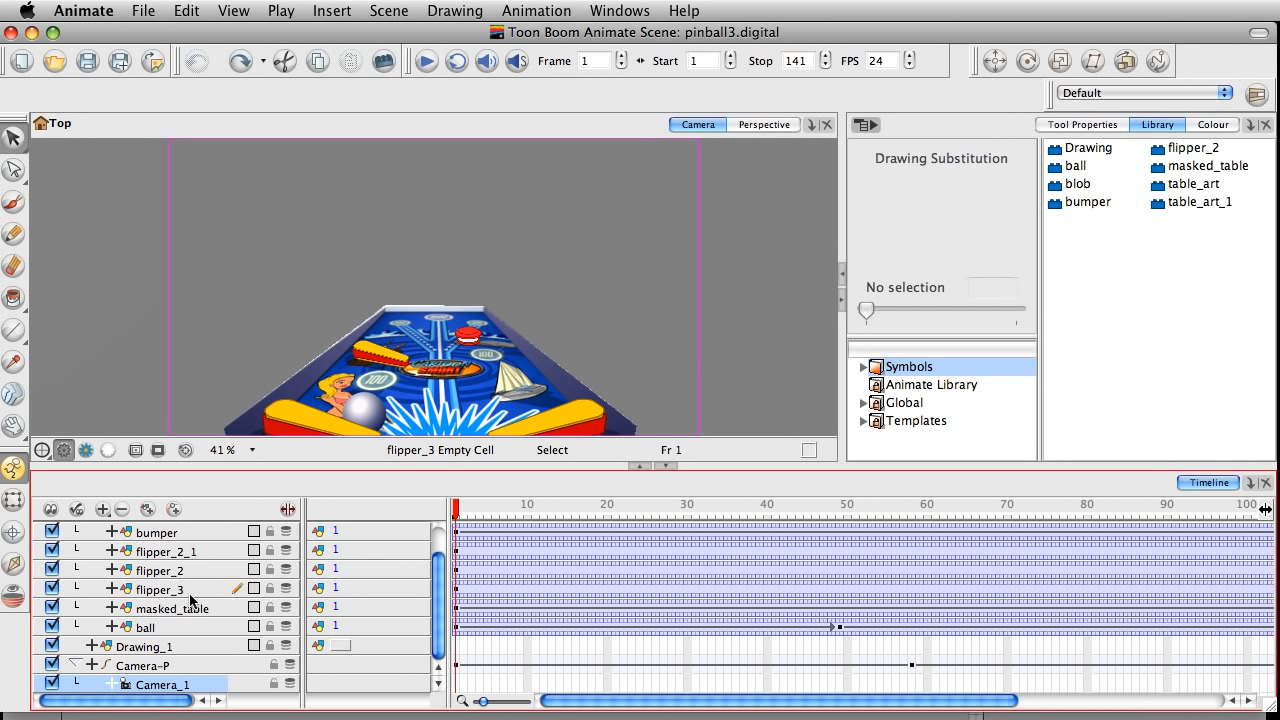 Animate File Edit View Play Insert Scene Drawing Animation Windows Help
Toon Boom Animate Scene: pinball3.digital
Frame 1 Start 1 Stop 141 FPS 24
Default
Top Camera Perspective
Tool Properties Library Colour
Drawing Substitution
No selection
Drawing flipper_2
ball masked_table
blob table_art
bumper table_art_1
Symbols
Animate Library
Global
Templates
100
100
41 % flipper_3 Empty Cell Select Fr 1
Timeline
10 20 30 40 50 60 70 80 90 100
bumper 1
flipper_2_1 1
flipper_2 1
flipper_3 1
masked_table 1
ball 1
Drawing_1
Camera-P
Camera_1